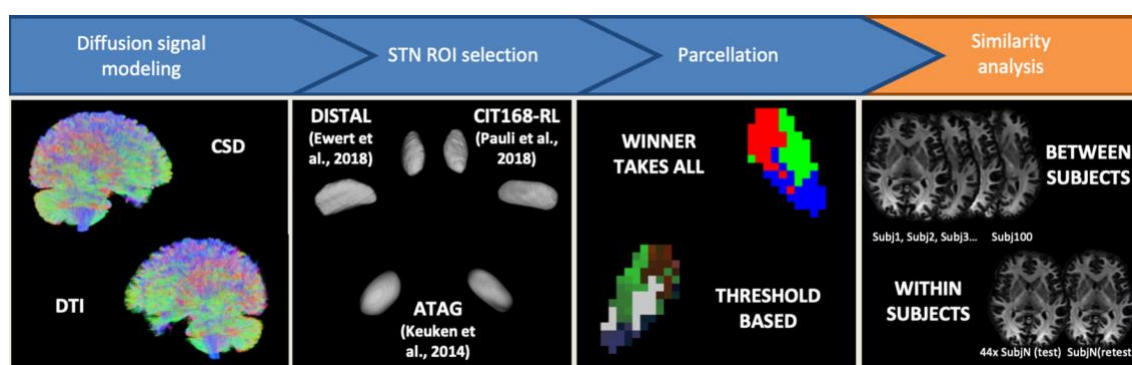 Diffusion signal
modeling
STN ROI selection
Parcellation
Similarity
analysis
CSD
DTI
DISTAL
(Ewert et
al., 2018)
CIT168-RL
(Pauli et al.,
2018)
ATAG
(Keuken et
al., 2014)
WINNER
TAKES ALL
THRESHOLD
BASED
BETWEEN
SUBJECTS
Subj1, Subj2, Subj3... Subj100
WITHIN
SUBJECTS
44x SubjN (test) SubjN(retest